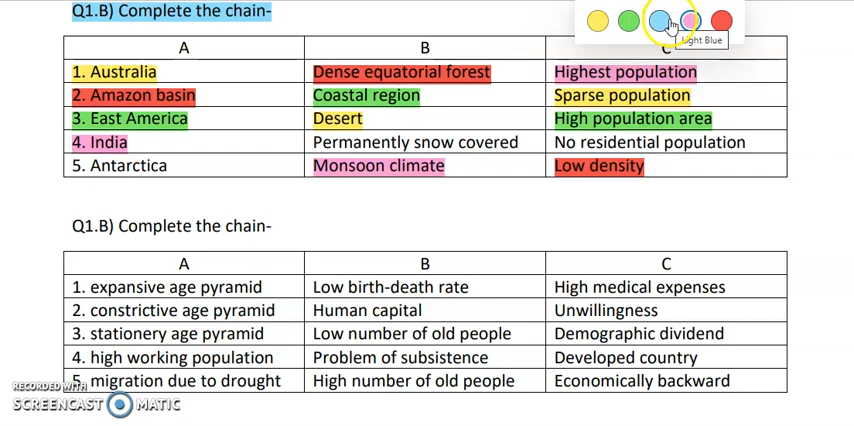 Q1.B) Complete the chain-
Light Blue
A B C
1. Australia Dense equatorial forest Highest population
2. Amazon basin Coastal region Sparse population
3. East America Desert High population area
4. India Permanently snow covered No residential population
5. Antarctica Monsoon climate Low density
Q1.B) Complete the chain-
A B C
1. expansive age pyramid Low birth-death rate High medical expenses
2. constrictive age pyramid Human capital Unwillingness
3. stationery age pyramid Low number of old people Demographic dividend
4. high working population Problem of subsistence Developed country
5. migration due to drought High number of old people Economically backward
RECORDED WITH
SCREENCAST MATIC